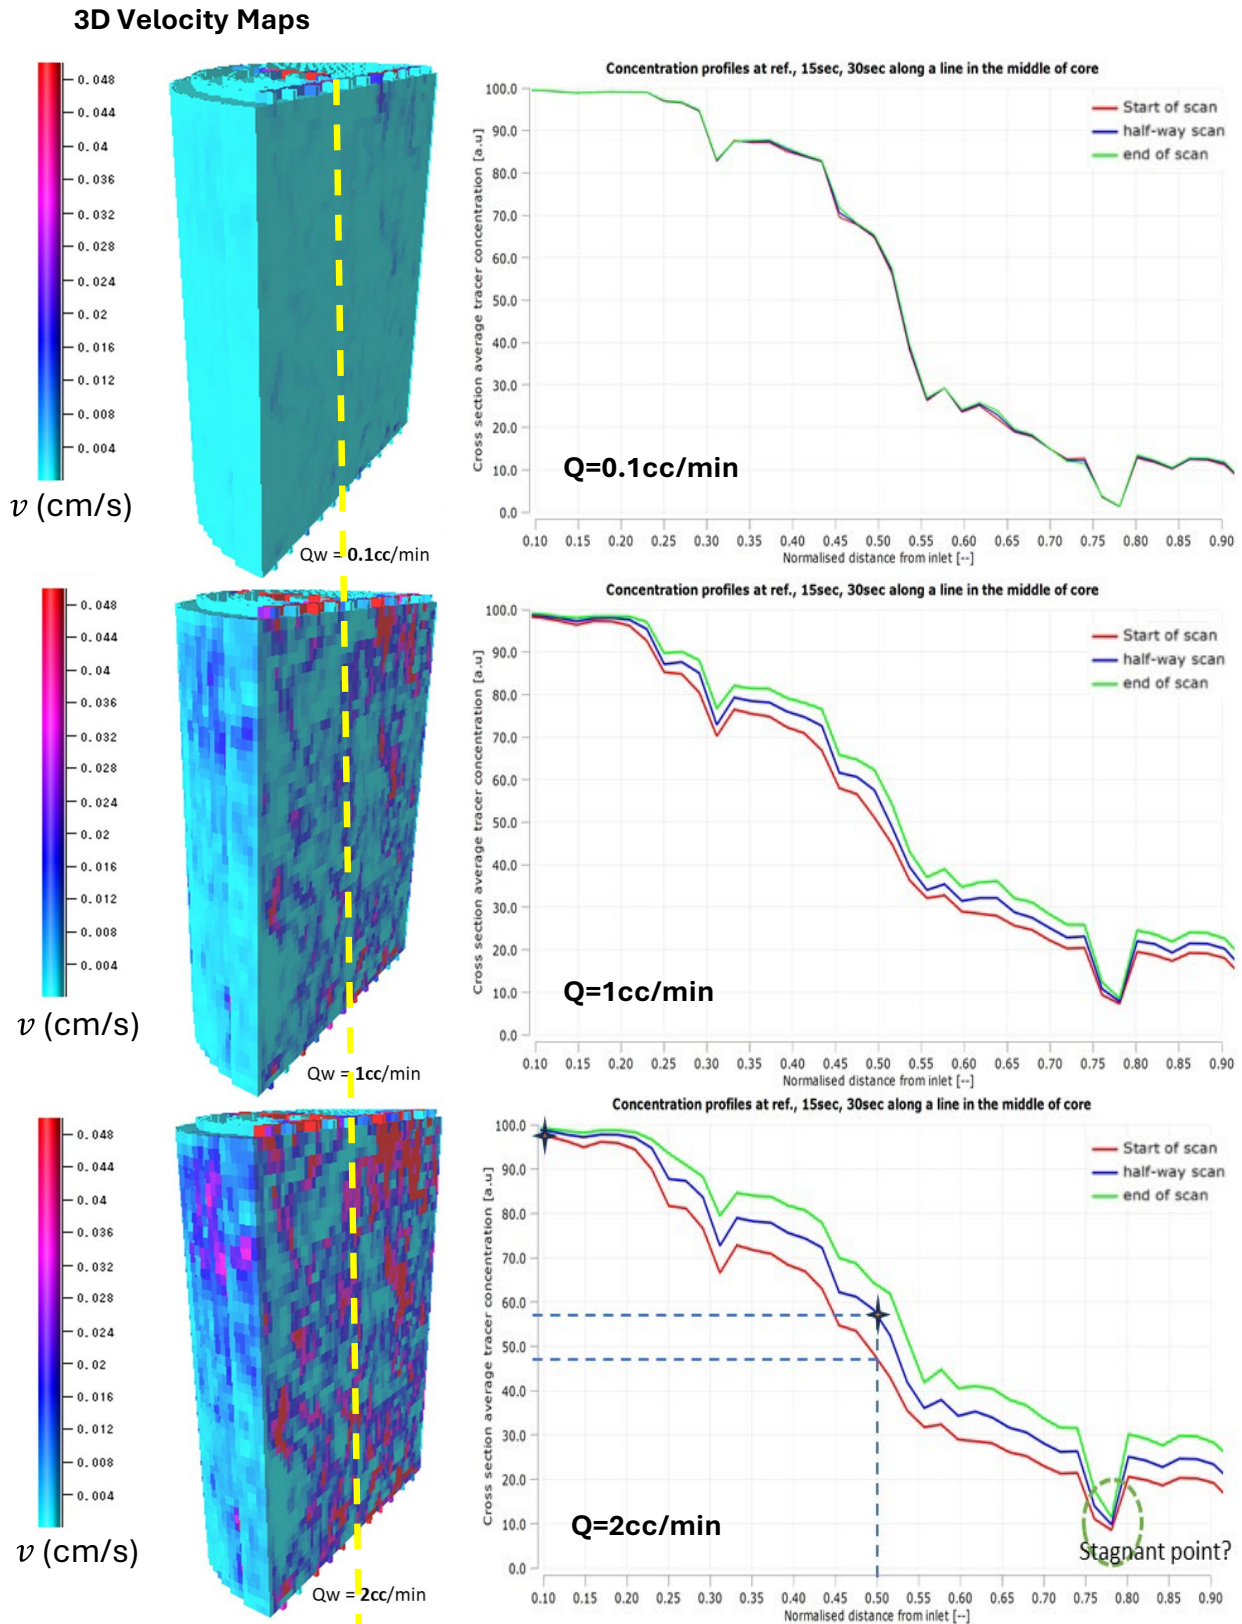 3D Velocity Maps
0.048
0.044
0.04
0.036
0.032
0.028
0.024
0.02
0.016
0.012
0.008
0.004
v (cm/s)
Qw = 0.1cc/min
Concentration profiles at ref., 15sec, 30sec along a line in the middle of core
Cross section average tracer concentration [a.u]
100.0
90.0
80.0
70.0
60.0
50.0
40.0
30.0
20.0
10.0
0.0
Start of scan
half-way scan
end of scan
Q=0.1cc/min
0.10 0.15 0.20 0.25 0.30 0.35 0.40 0.45 0.50 0.55 0.60 0.65 0.70 0.75 0.80 0.85 0.90
Normalised distance from inlet [--]
0.048
0.044
0.04
0.036
0.032
0.028
0.024
0.02
0.016
0.012
0.008
0.004
v (cm/s)
Qw = 1cc/min
Concentration profiles at ref., 15sec, 30sec along a line in the middle of core
Cross section average tracer concentration [a.u]
100.0
90.0
80.0
70.0
60.0
50.0
40.0
30.0
20.0
10.0
0.0
Start of scan
half-way scan
end of scan
Q=1cc/min
0.10 0.15 0.20 0.25 0.30 0.35 0.40 0.45 0.50 0.55 0.60 0.65 0.70 0.75 0.80 0.85 0.90
Normalised distance from inlet [--]
0.048
0.044
0.04
0.036
0.032
0.028
0.024
0.02
0.016
0.012
0.008
0.004
v (cm/s)
Qw = 2cc/min
Concentration profiles at ref., 15sec, 30sec along a line in the middle of core
Cross section average tracer concentration [a.u]
100.0
90.0
80.0
70.0
60.0
50.0
40.0
30.0
20.0
10.0
0.0
Start of scan
half-way scan
end of scan
Q=2cc/min
Stagnant point?
0.10 0.15 0.20 0.25 0.30 0.35 0.40 0.45 0.50 0.55 0.60 0.65 0.70 0.75 0.80 0.85 0.90
Normalised distance from inlet [--]